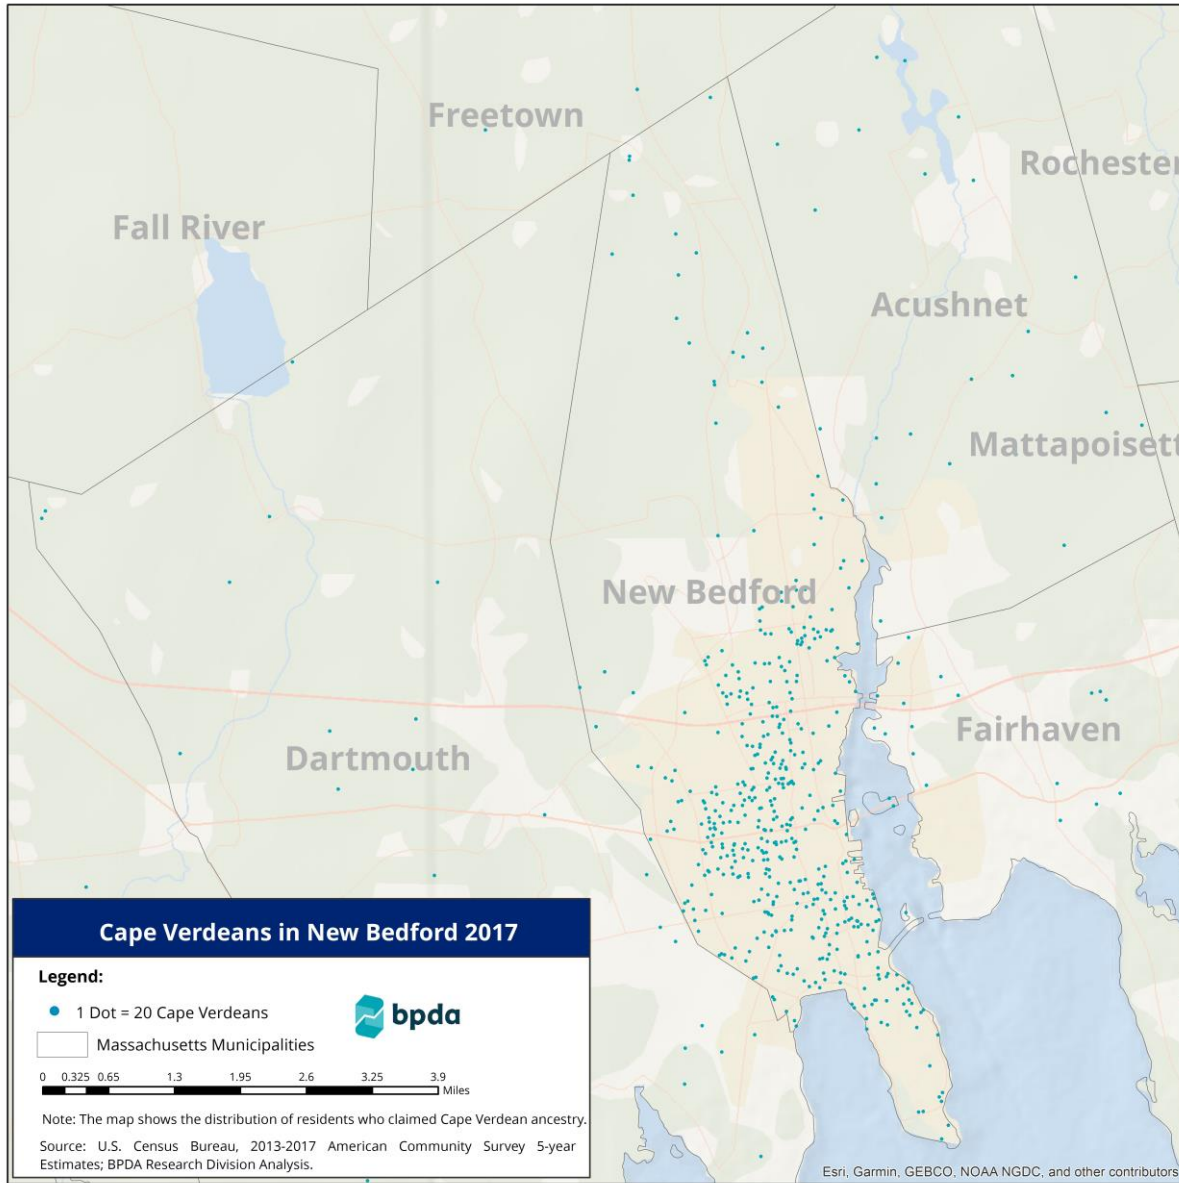 Freetown
Rochester
Fall River
Acushnet
Mattapoisett
New Bedford
Fairhaven
Dartmouth
Cape Verdeans in New Bedford 2017
Legend:
1 Dot = 20 Cape Verdeans
bpda
Massachusetts Municipalities
0 0.325 0.65 1.3 1.95 2.6 3.25 3.9
Miles
Note: The map shows the distribution of residents who claimed Cape Verdean ancestry.
Source: U.S. Census Bureau, 2013-2017 American Community Survey 5-year
Estimates; BPDA Research Division Analysis.
Esri, Garmin, GEBCO, NOAA NGDC, and other contributors